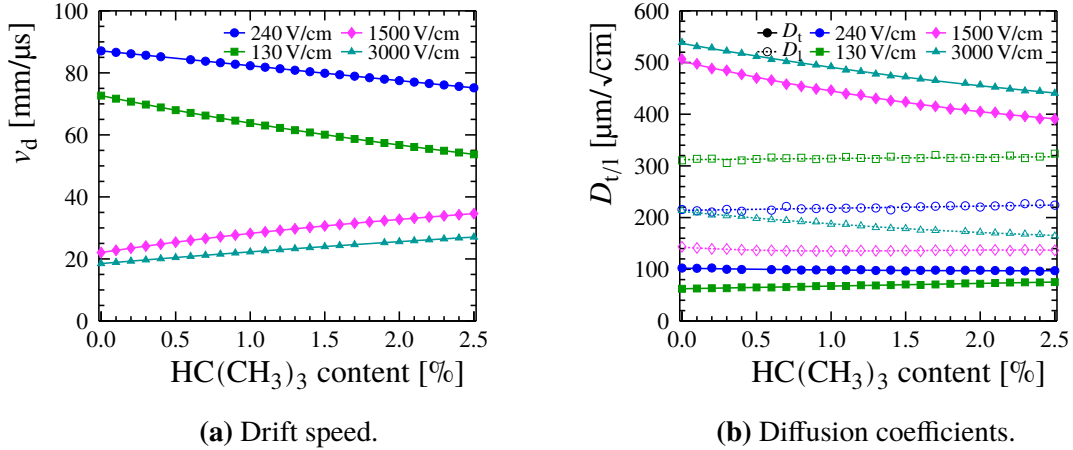 100
80
60
40
20
0
v_d [mm/μs]
240 V/cm
1500 V/cm
130 V/cm
3000 V/cm
0.0 0.5 1.0 1.5 2.0 2.5
HC(CH₃)₃ content [%]
(a) Drift speed.
600
500
400
300
200
100
0
D_t/l [μm/√cm]
D_t 240 V/cm 1500 V/cm
D_l 130 V/cm 3000 V/cm
0.0 0.5 1.0 1.5 2.0 2.5
HC(CH₃)₃ content [%]
(b) Diffusion coefficients.